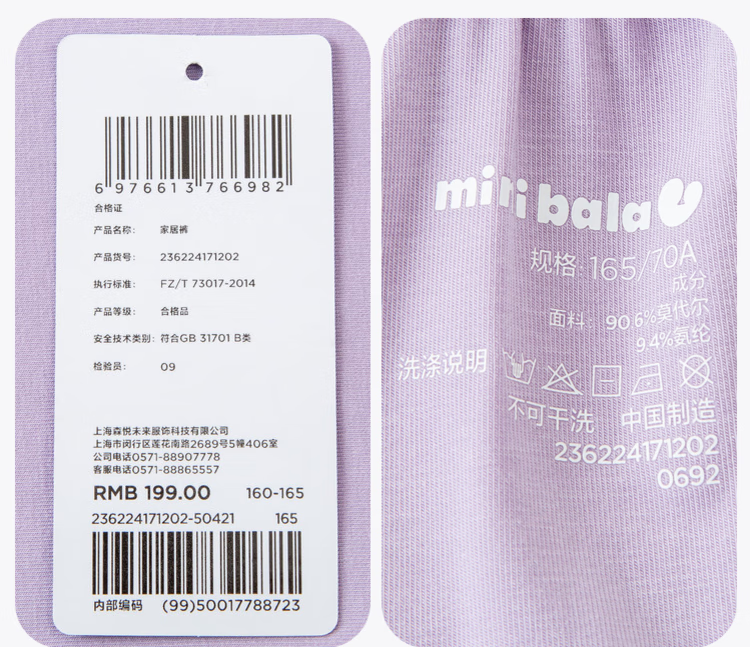 6 976613 766982
合格证
产品名称： 家居裤
产品货号： 236224171202
执行标准： FZ/T 73017-2014
产品等级： 合格品
安全技术类别：符合GB 31701 B类
检验员： 09
上海森悦未来服饰科技有限公司
上海市闵行区莲花南路2689号5幢406室
公司电话0571-88907778
客服电话0571-88865557
RMB 199.00 160-165
236224171202-50421 165
内部编码 (99)50017788723
miri bala
规格:165/70A
成分
面料：90.6%莫代尔
9.4%氨纶
洗涤说明
不可干洗 中国制造
236224171202
0692